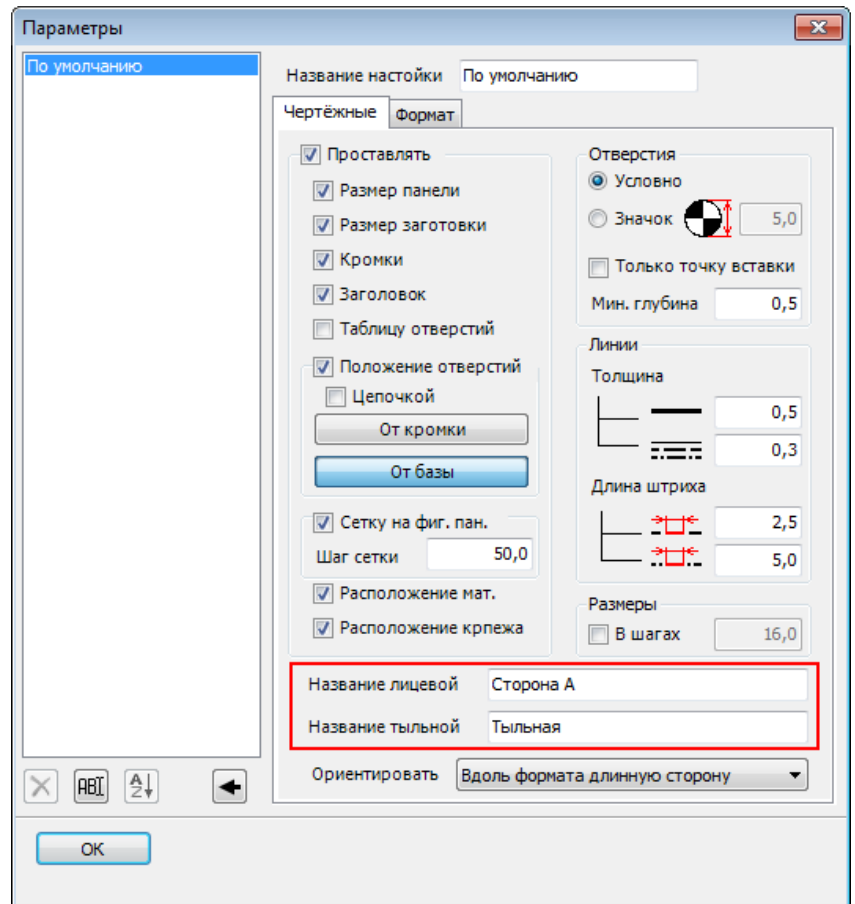 Параметры
По умолчанию
Название настойки По умолчанию
Чертёжные Формат
Проставлять
Размер панели
Размер заготовки
Кромки
Заголовок
Таблицу отверстий
Положение отверстий
Цепочкой
От кромки
От базы
Сетку на фиг. пан.
Шаг сетки 50,0
Расположение мат.
Расположение крпежа
Отверстия
Условно
Значок 5,0
Только точку вставки
Мин. глубина 0,5
Линии
Толщина
0,5
0,3
Длина штриха
2,5
5,0
Размеры
В шагах 16,0
Название лицевой Сторона А
Название тыльной Тыльная
Ориентировать Вдоль формата длинную сторону
ABI
A
Z
OK